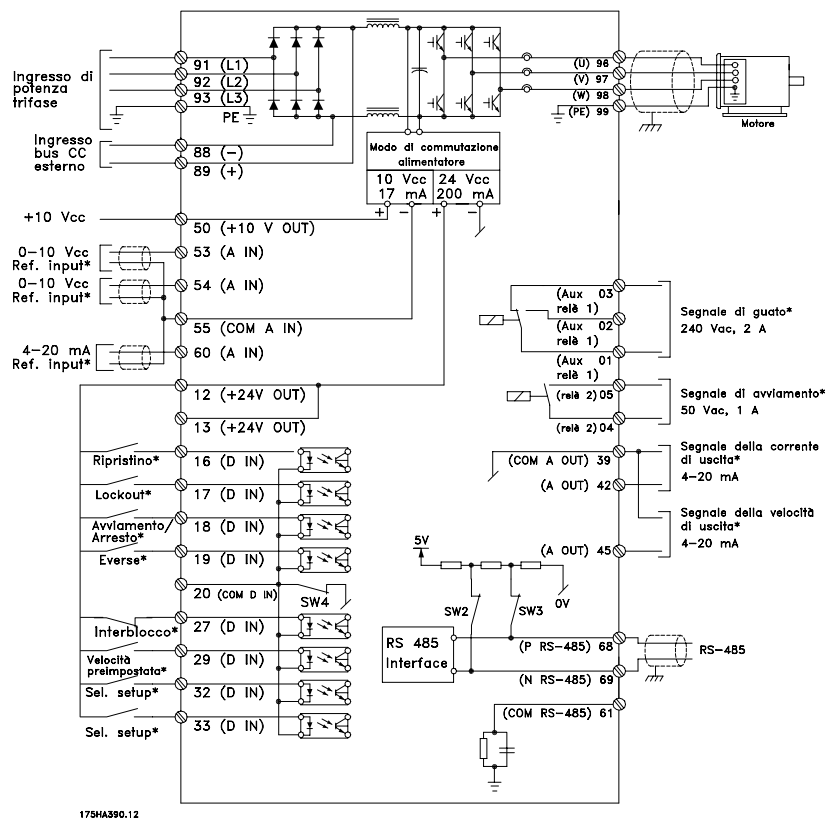 Ingresso di
potenza
trifase
91 (L1)
92 (L2)
93 (L3)
PE
Ingresso
bus CC
esterno
88 (-)
89 (+)
Modo di commutazione
alimentatore
10 Vcc
17 mA
24 Vcc
200 mA
+ - + -
(U) 96
(V) 97
(W) 98
(PE) 99
Motore
+10 Vcc
50 (+10 V OUT)
0-10 Vcc
Ref. input*
53 (A IN)
0-10 Vcc
Ref. input*
54 (A IN)
55 (COM A IN)
4-20 mA
Ref. input*
60 (A IN)
12 (+24V OUT)
13 (+24V OUT)
Ripristino*
16 (D IN)
Lockout*
17 (D IN)
Avviamento/
Arresto*
18 (D IN)
Everse*
19 (D IN)
20 (COM D IN)
SW4
Interblocco*
27 (D IN)
Velocità
preimpostata*
29 (D IN)
Sel. setup*
32 (D IN)
Sel. setup*
33 (D IN)
(Aux 03
relè 1)
(Aux 02
relè 1)
(Aux 01
relè 1)
Segnale di guato*
240 Vac, 2 A
(relè 2)05
(relè 2)04
Segnale di avviamento*
50 Vac, 1 A
(COM A OUT) 39
(A OUT) 42
Segnale della corrente
di uscita*
4-20 mA
Segnale della velocità
di uscita*
4-20 mA
(A OUT) 45
5V
0V
SW2
SW3
RS 485
Interface
(P RS-485) 68
(N RS-485) 69
RS-485
(COM RS-485) 61
175HA390.12